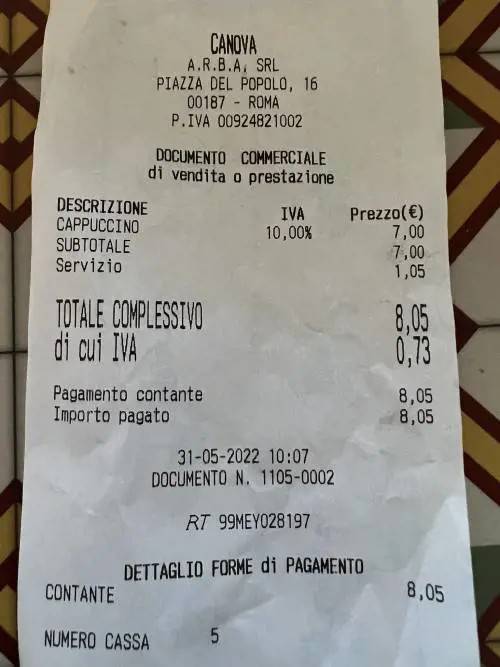 CANOVA
A.R.B.A. SRL
PIAZZA DEL POPOLO, 16
00187 - ROMA
P.IVA 00924821002
DOCUMENTO COMMERCIALE
di vendita o prestazione
DESCRIZIONE IVA Prezzo(€)
CAPPUCCINO 10,00% 7,00
SUBTOTALE 7,00
Servizio 1,05
TOTALE COMPLESSIVO 8,05
di cui IVA 0,73
Pagamento contante 8,05
Importo pagato 8,05
31-05-2022 10:07
DOCUMENTO N. 1105-0002
RT 99MEY028197
DETTAGLIO FORME di PAGAMENTO
CONTANTE 8,05
NUMERO CASSA 5